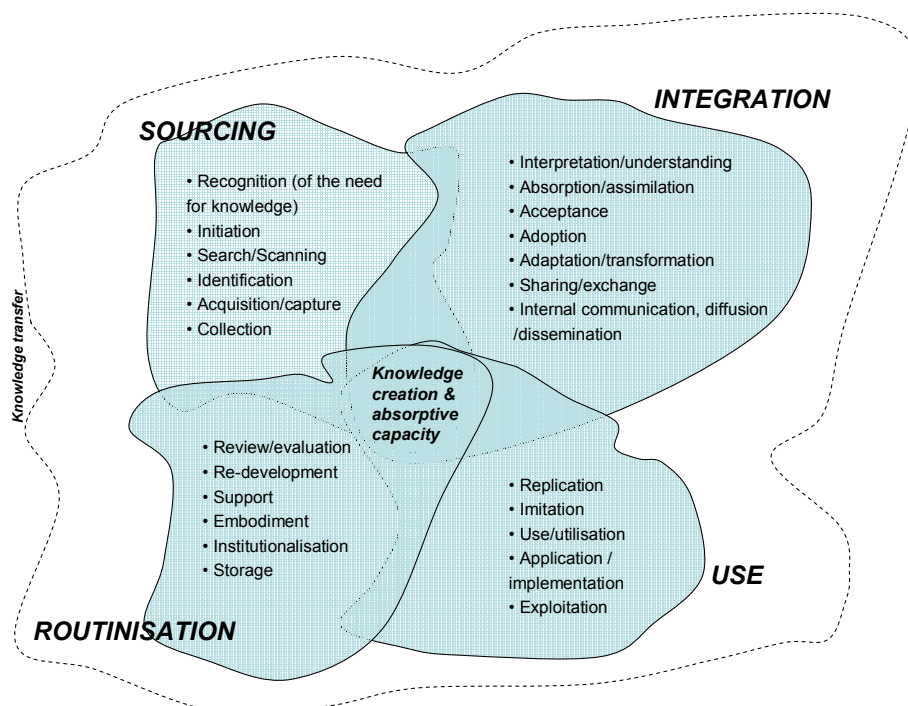 SOURCING
• Recognition (of the need
for knowledge)
• Initiation
• Search/Scanning
• Identification
• Acquisition/capture
• Collection
INTEGRATION
• Interpretation/understanding
• Absorption/assimilation
• Acceptance
• Adoption
• Adaptation/transformation
• Sharing/exchange
• Internal communication, diffusion
/dissemination
Knowledge transfer
Knowledge
creation &
absorptive
capacity
• Review/evaluation
• Re-development
• Support
• Embodiment
• Institutionalisation
• Storage
ROUTINISATION
• Replication
• Imitation
• Use/utilisation
• Application /
implementation
• Exploitation
USE